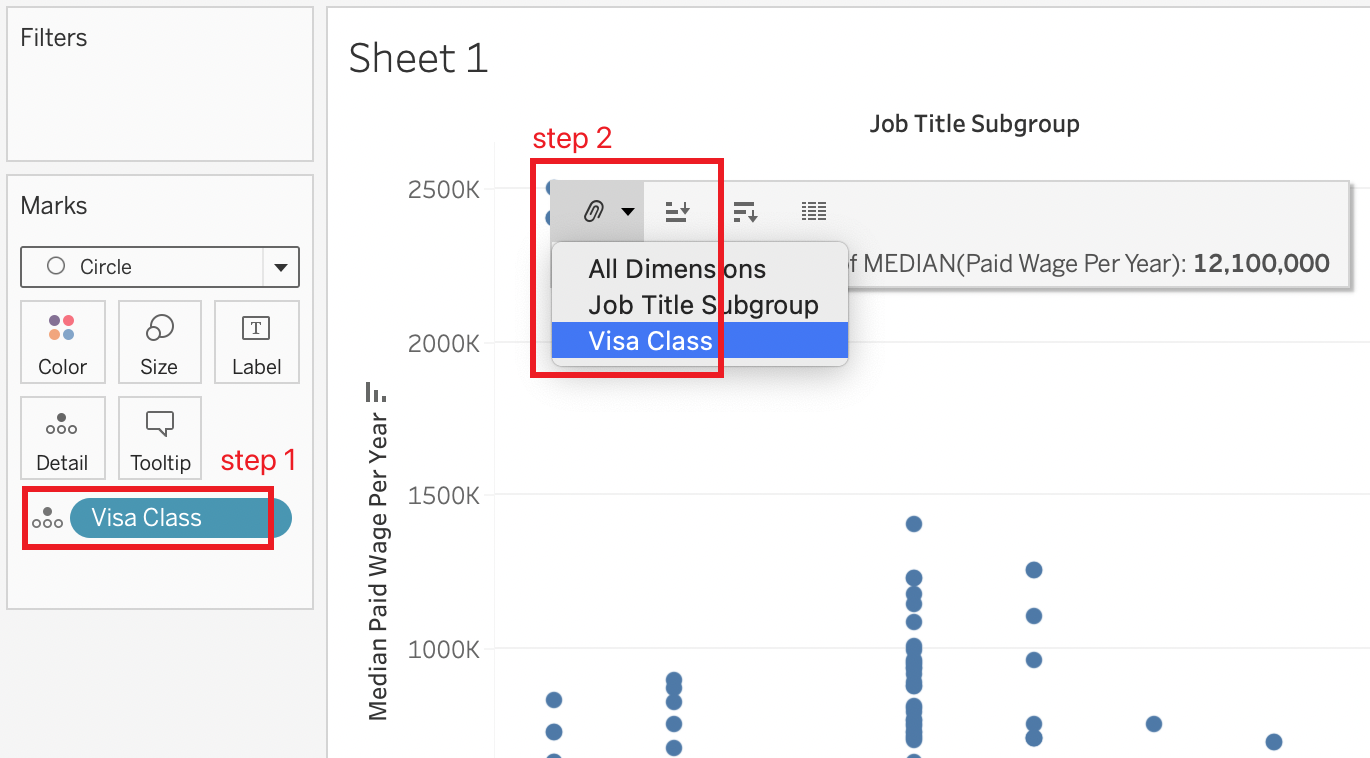 Filters
Marks
Circle
Color
Size
T
Label
Detail
Tooltip
step 1
Visa Class
Sheet 1
Job Title Subgroup
step 2
All Dimensions
Job Title Subgroup
Visa Class
of MEDIAN(Paid Wage Per Year): 12,100,000
Median Paid Wage Per Year
2500K
2000K
1500K
1000K